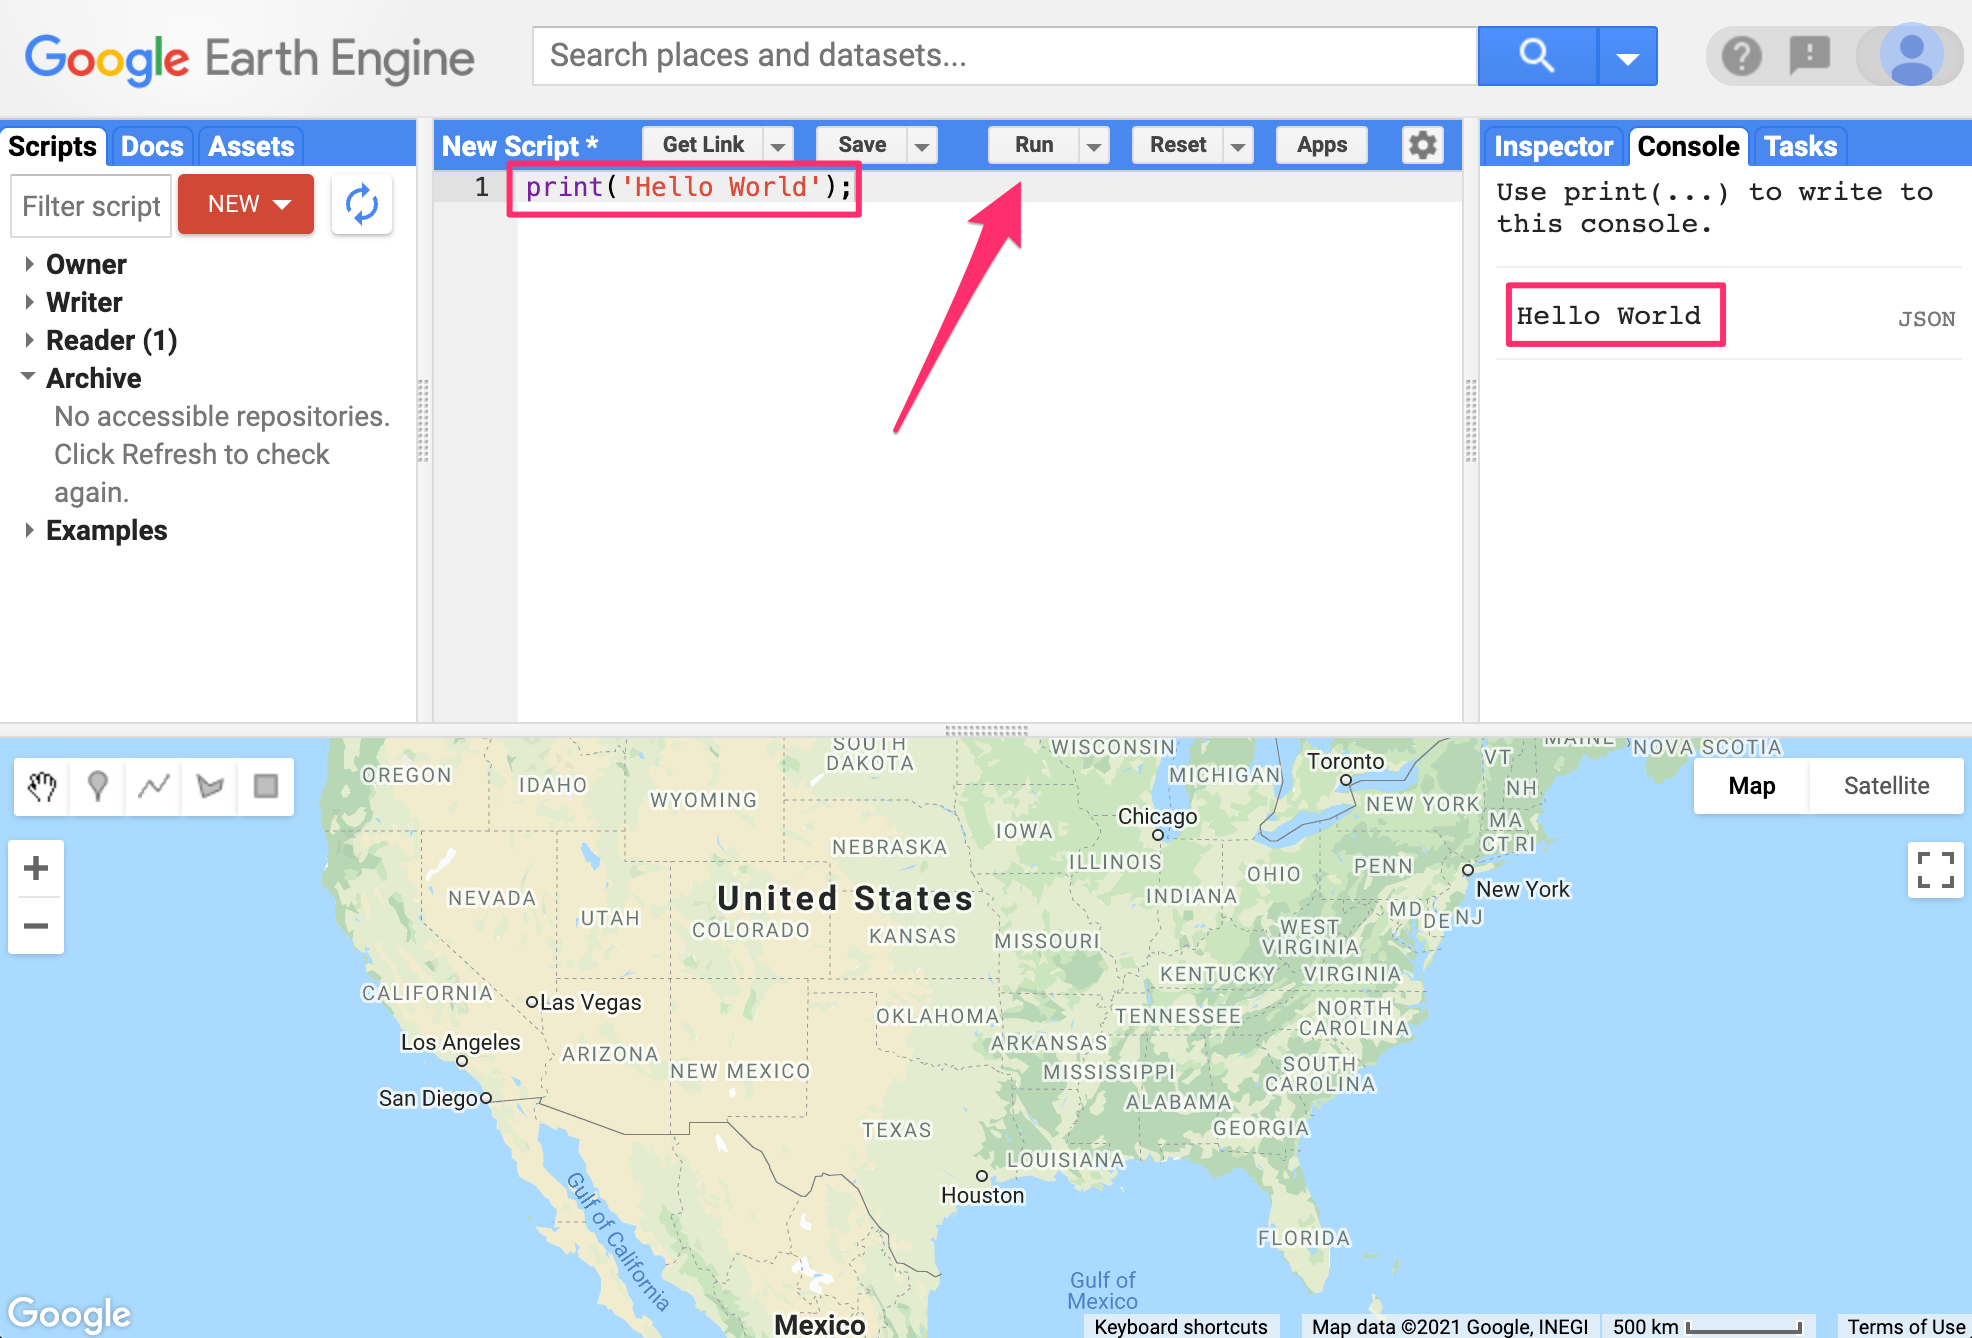 Google Earth Engine
Search places and datasets...
Scripts Docs Assets
Filter script
NEW
Owner
Writer
Reader (1)
Archive
No accessible repositories.
Click Refresh to check
again.
Examples
New Script *
Get Link
Save
Run
Reset
Apps
1 print('Hello World');
Inspector Console Tasks
Use print(...) to write to
this console.
Hello World
JSON
Map
Satellite
OREGON
IDAHO
WYOMING
SOUTH
DAKOTA
WISCONSIN
MICHIGAN
Toronto
VT
MAINE
NOVA SCOTIA
NH
NEW YORK
MA
CT RI
Chicago
IOWA
NEBRASKA
ILLINOIS
INDIANA
OHIO
PENN
New York
NEVADA
UTAH
United States
COLORADO
KANSAS
MISSOURI
WEST
VIRGINIA
MD
DE
NJ
KENTUCKY
VIRGINIA
CALIFORNIA
Las Vegas
OKLAHOMA
TENNESSEE
NORTH
CAROLINA
Los Angeles
ARIZONA
NEW MEXICO
ARKANSAS
MISSISSIPPI
SOUTH
CAROLINA
San Diego
ALABAMA
TEXAS
GEORGIA
LOUISIANA
Houston
Gulf of California
FLORIDA
Gulf of
Mexico
Mexico
Google
Keyboard shortcuts
Map data ©2021 Google, INEGI
500 km
Terms of Use